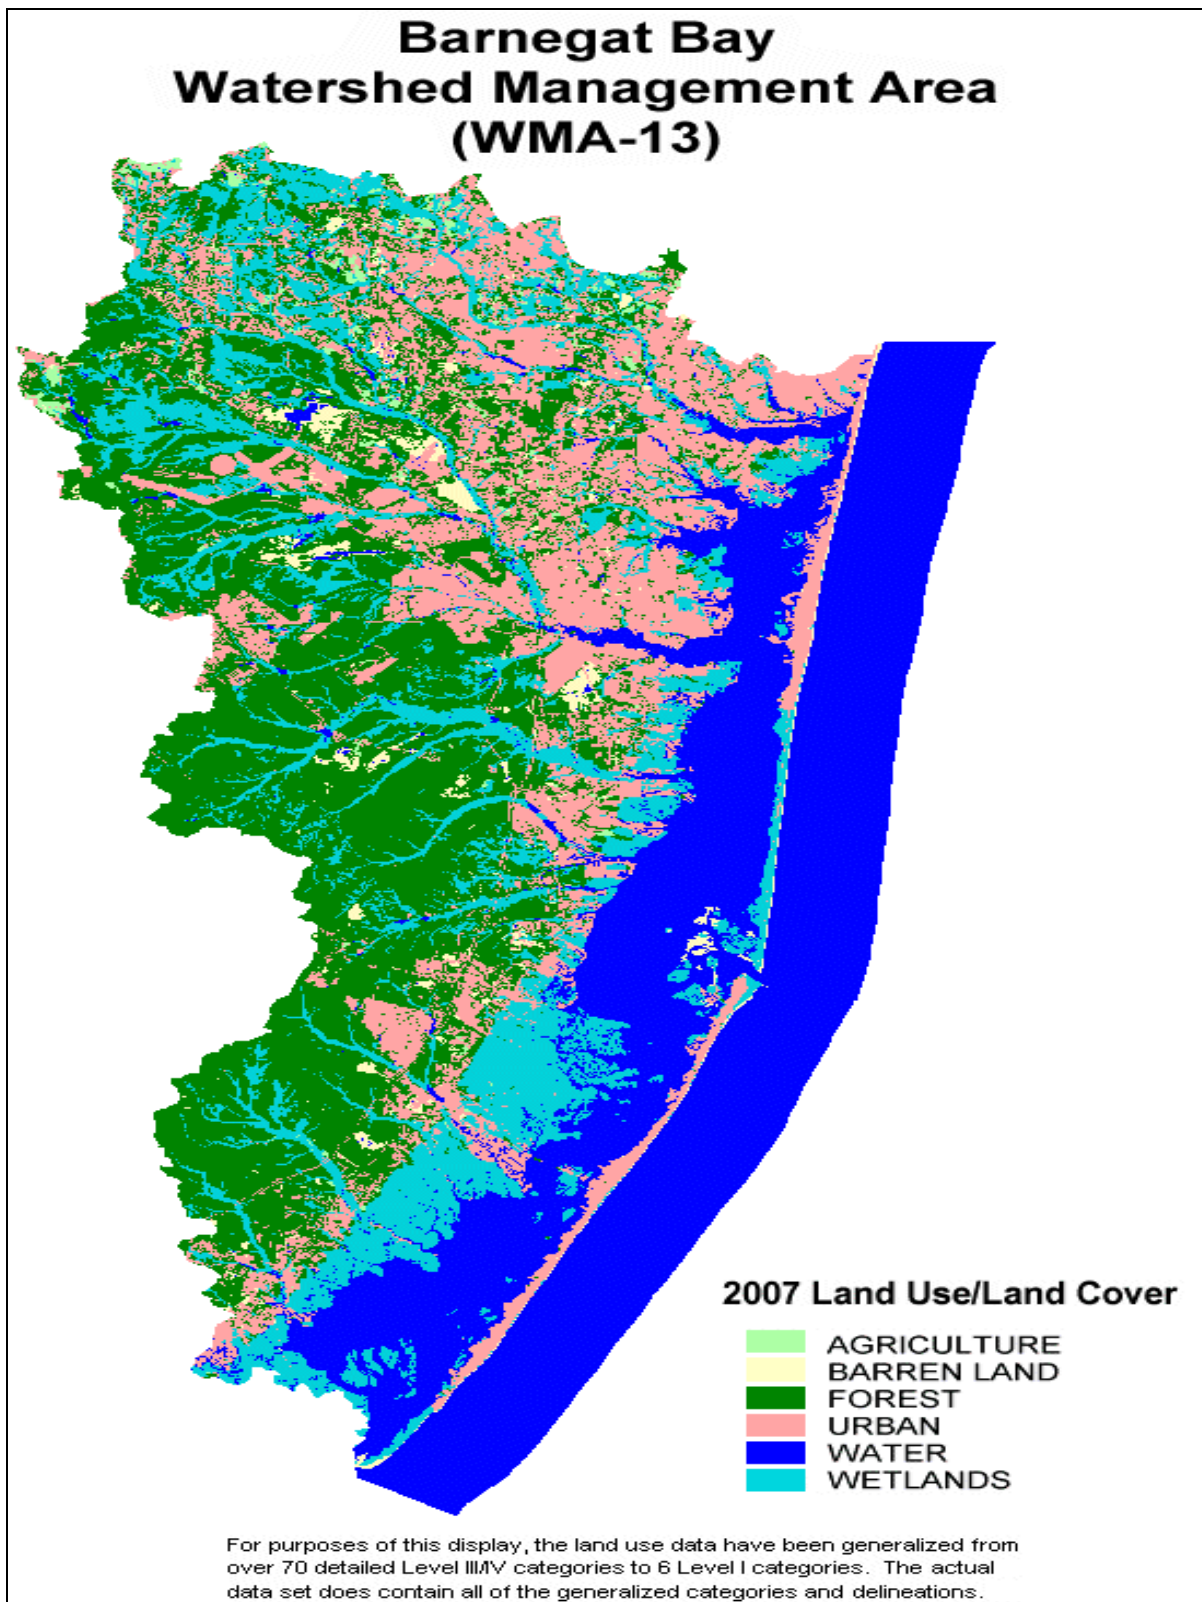 Barnegat Bay
Watershed Management Area
(WMA-13)
2007 Land Use/Land Cover
AGRICULTURE
BARREN LAND
FOREST
URBAN
WATER
WETLANDS
For purposes of this display, the land use data have been generalized from
over 70 detailed Level III/IV categories to 6 Level I categories.  The actual
data set does contain all of the generalized categories and delineations.